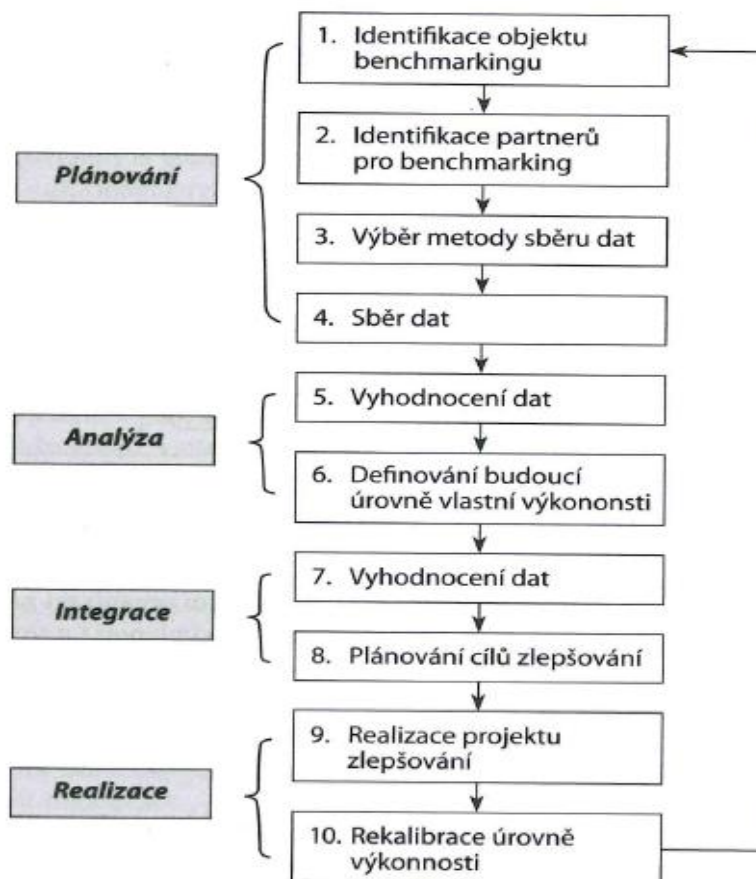 1. Identifikace objektu
benchmarkingu
2. Identifikace partnerů
pro benchmarking
Plánování
3. Výběr metody sběru dat
4. Sběr dat
5. Vyhodnocení dat
Analýza
6. Definování budoucí
úrovně vlastní výkononsti
7. Vyhodnocení dat
Integrace
8. Plánování cílů zlepšování
9. Realizace projektu
zlepšování
Realizace
10. Rekalibrace úrovně
výkonnosti